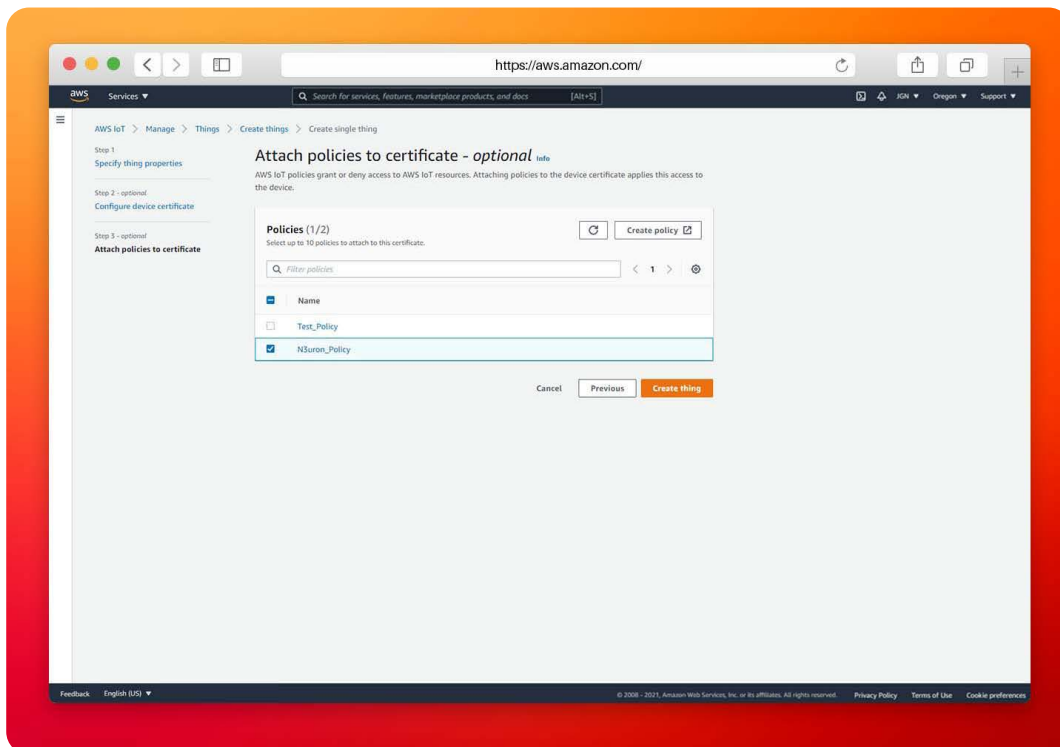 https://aws.amazon.com/
aws Services ▼ Search for services, features, marketplace products, and docs [Alt+S] JGN ▼ Oregon ▼ Support ▼
AWS IoT > Manage > Things > Create things > Create single thing
Step 1
Specify thing properties
Step 2 - optional
Configure device certificate
Step 3 - optional
Attach policies to certificate
Attach policies to certificate - optional Info
AWS IoT policies grant or deny access to AWS IoT resources. Attaching policies to the device certificate applies this access to
the device.
Policies (1/2)
Select up to 10 policies to attach to this certificate.
Create policy
Filter policies
1
Name
Test_Policy
N3uron_Policy
Cancel Previous Create thing
Feedback English (US) ▼ © 2008 - 2021, Amazon Web Services, Inc. or its affiliates. All rights reserved. Privacy Policy Terms of Use Cookie preferences